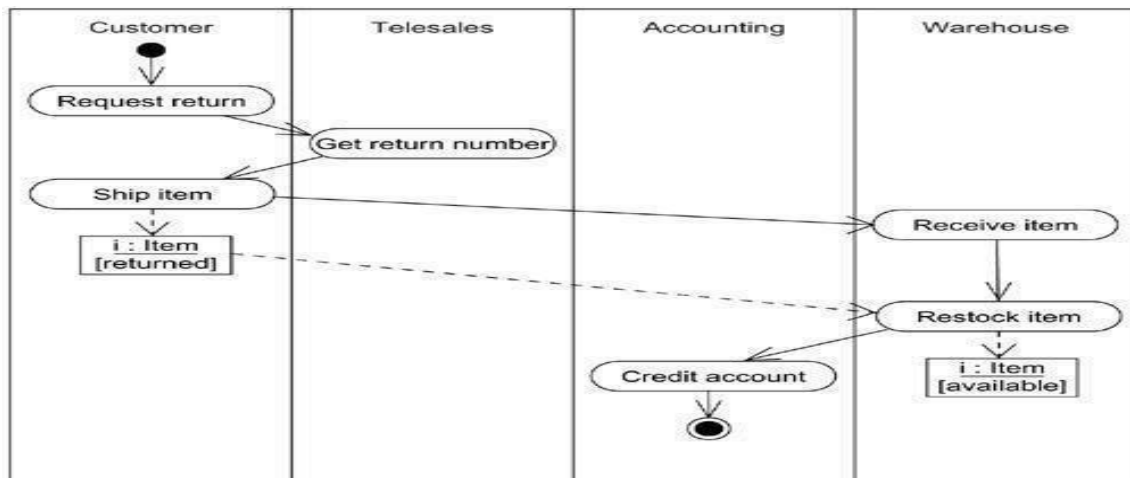 Customer
Telesales
Accounting
Warehouse
Request return
Get return number
Ship item
Receive item
i : Item
[returned]
Restock item
i : Item
[available]
Credit account